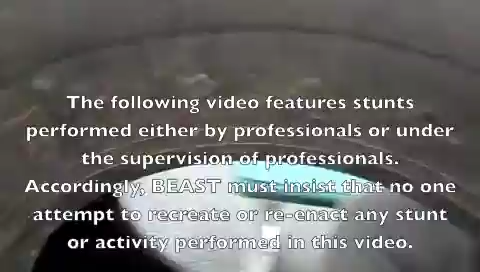 The following video features stunts
performed either by professionals or under
the supervision of professionals.
Accordingly, BEAST must insist that no one
attempt to recreate or re-enact any stunt
or activity performed in this video.